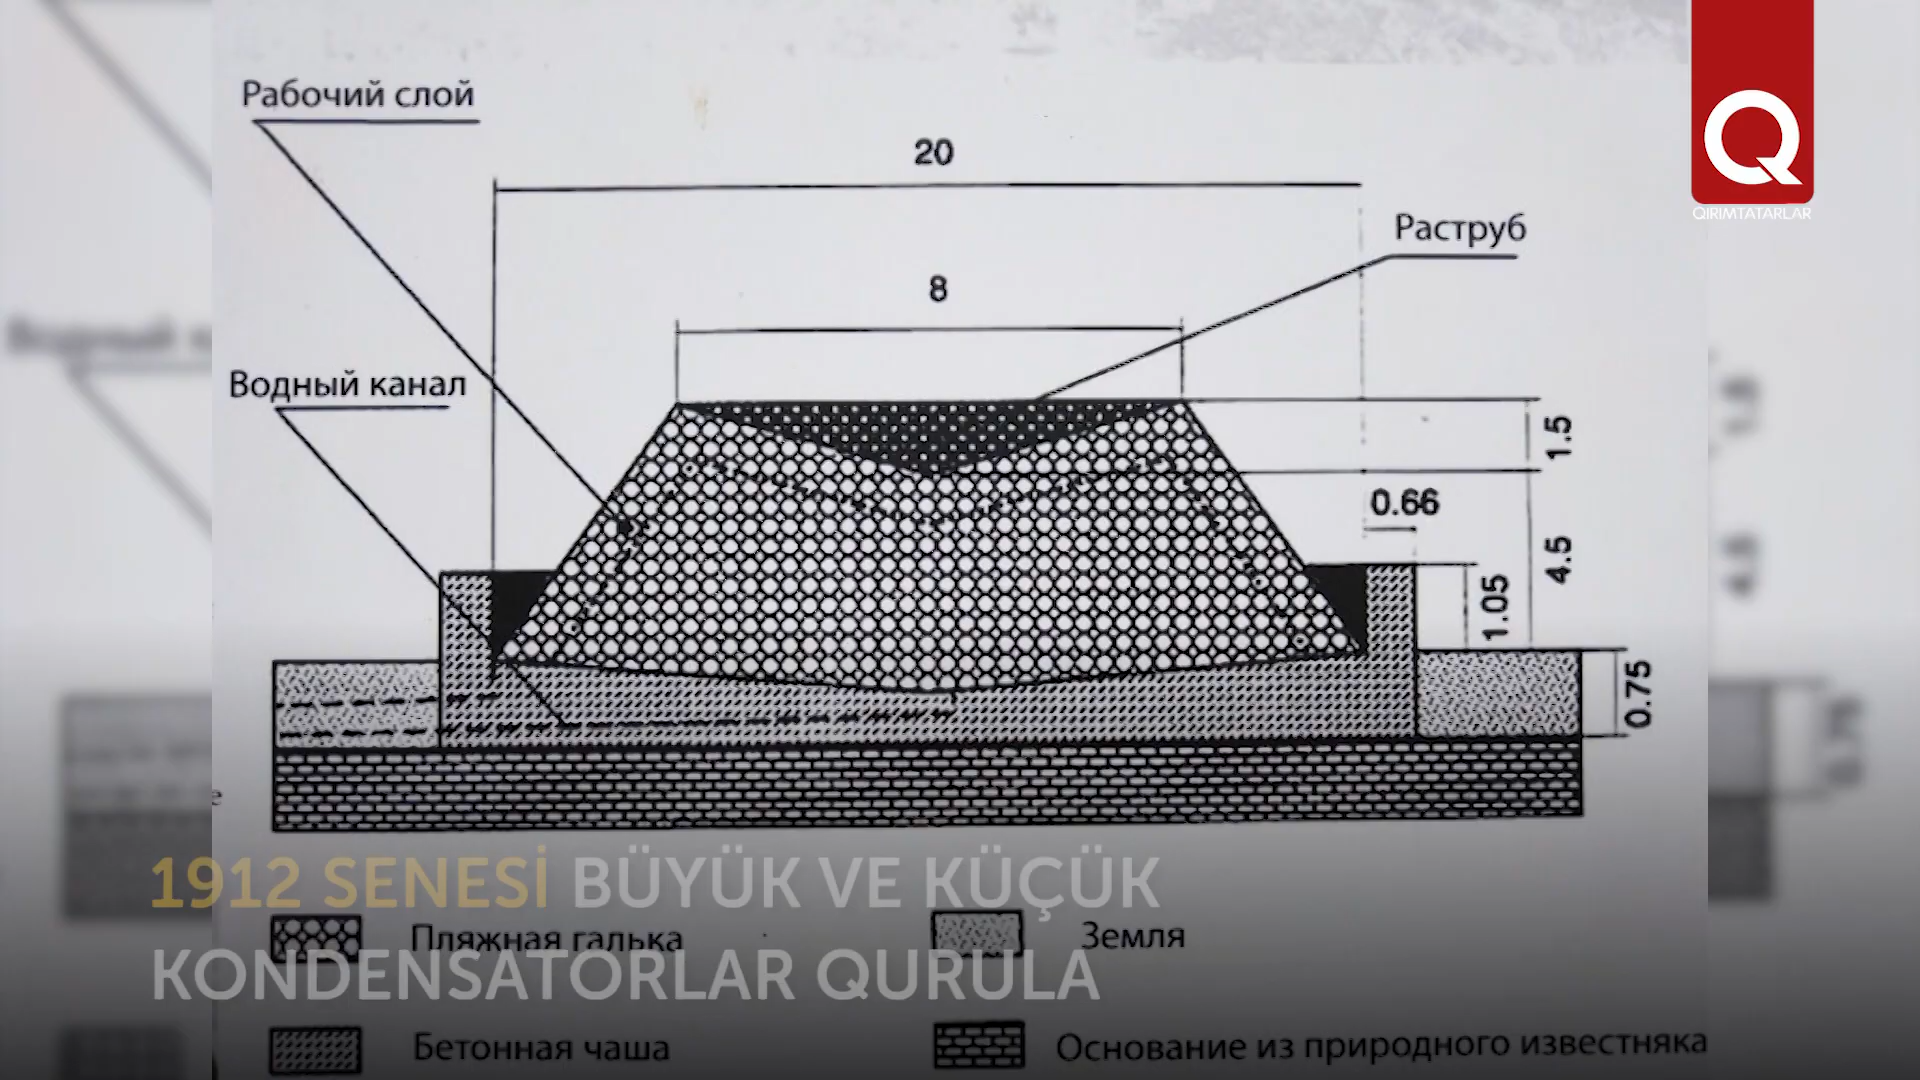 Рабочий слой
20
Раструб
8
Водный канал
1.5
0.66
4.5
1.05
0.75
1912 SENESİ BÜYÜK VE KÜÇÜK
KONDENSATORLAR QURULA
Пляжная галька
Земля
Бетонная чаша
Основание из природного известняка
Q
QIRIMTATARLAR